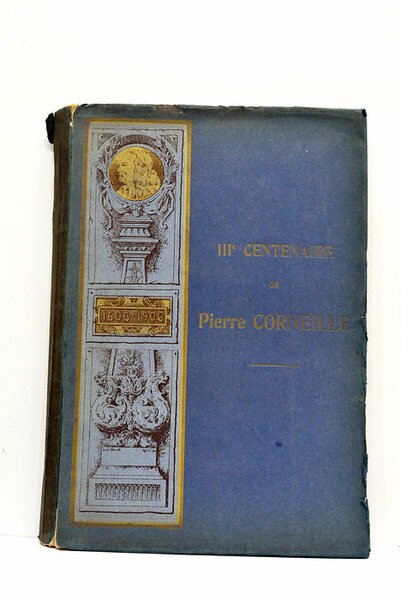 IIIe CENTENAIRE
DE
Pierre CORNEILLE
1606 1906